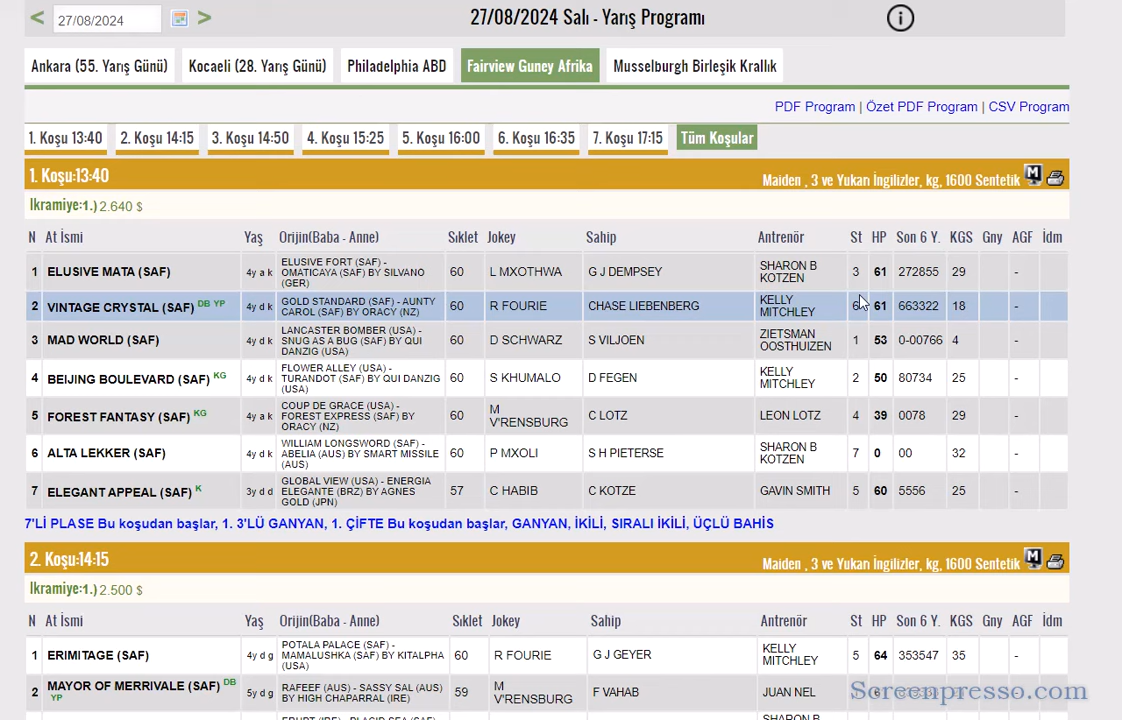 < 27/08/2024 > 27/08/2024 Salı - Yarış Programı
Ankara (55. Yarış Günü) Kocaeli (28. Yarış Günü) Philadelphia ABD Fairview Guney Afrika Musselburgh Birleşik Krallık
PDF Program | Özet PDF Program | CSV Program
1. Koşu 13:40 2. Koşu 14:15 3. Koşu 14:50 4. Koşu 15:25 5. Koşu 16:00 6. Koşu 16:35 7. Koşu 17:15 Tüm Koşular
1. Koşu:13:40 Maiden , 3 ve Yukarı İngilizler, kg, 1600 Sentetik M
Ikramiye:1.) 2.640 $
N At İsmi Yaş Orijin(Baba - Anne) Sıklet Jokey Sahip Antrenör St HP Son 6 Y. KGS Gny AGF İdm
1 ELUSIVE MATA (SAF) 4y a k ELUSIVE FORT (SAF) - OMATICAYA (SAF) BY SILVANO (GER) 60 L MXOTHWA G J DEMPSEY SHARON B KOTZEN 3 61 272855 29 -
2 VINTAGE CRYSTAL (SAF) DB YP 4y d k GOLD STANDARD (SAF) - AUNTY CAROL (SAF) BY ORACY (NZ) 60 R FOURIE CHASE LIEBENBERG KELLY MITCHLEY 6 61 663322 18 -
3 MAD WORLD (SAF) 4y d k LANCASTER BOMBER (USA) - SNUG AS A BUG (SAF) BY QUI DANZIG (USA) 60 D SCHWARZ S VILJOEN ZIETSMAN OOSTHUIZEN 1 53 0-00766 4 -
4 BEIJING BOULEVARD (SAF) KG 4y d k FLOWER ALLEY (USA) - TURANDOT (SAF) BY QUI DANZIG (USA) 60 S KHUMALO D FEGEN KELLY MITCHLEY 2 50 80734 25 -
5 FOREST FANTASY (SAF) KG 4y a k COUP DE GRACE (USA) - FOREST EXPRESS (SAF) BY ORACY (NZ) 60 M V'RENSBURG C LOTZ LEON LOTZ 4 39 0078 29 -
6 ALTA LEKKER (SAF) 4y d k WILLIAM LONGSWORD (SAF) - ABELIA (AUS) BY SMART MISSILE (AUS) 60 P MXOLI S H PIETERSE SHARON B KOTZEN 7 0 00 32 -
7 ELEGANT APPEAL (SAF) K 3y d d GLOBAL VIEW (USA) - ENERGIA ELEGANTE (BRZ) BY AGNES GOLD (JPN) 57 C HABIB C KOTZE GAVIN SMITH 5 60 5556 25 -
7'Lİ PLASE Bu koşudan başlar, 1. 3'LÜ GANYAN, 1. ÇİFTE Bu koşudan başlar, GANYAN, İKİLİ, SIRALI İKİLİ, ÜÇLÜ BAHİS
2. Koşu:14:15 Maiden , 3 ve Yukarı İngilizler, kg, 1600 Sentetik M
Ikramiye:1.) 2.500 $
N At İsmi Yaş Orijin(Baba - Anne) Sıklet Jokey Sahip Antrenör St HP Son 6 Y. KGS Gny AGF İdm
1 ERIMITAGE (SAF) 4y d g POTALA PALACE (SAF) - MAMALUSHKA (SAF) BY KITALPHA (USA) 60 R FOURIE G J GEYER KELLY MITCHLEY 5 64 353547 35 -
2 MAYOR OF MERRIVALE (SAF) DB YP 5y d g RAFEEF (AUS) - SASSY SAL (AUS) BY HIGH CHAPARRAL (IRE) 59 M V'RENSBURG F VAHAB JUAN NEL
Screenpresso.com